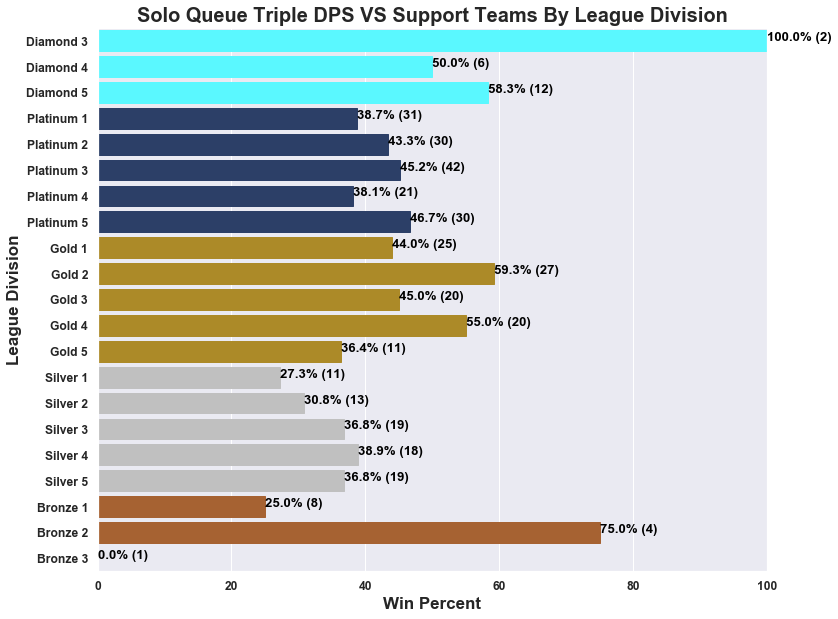 Solo Queue Triple DPS VS Support Teams By League Division
League Division
Diamond 3 100.0% (2)
Diamond 4 50.0% (6)
Diamond 5 58.3% (12)
Platinum 1 38.7% (31)
Platinum 2 43.3% (30)
Platinum 3 45.2% (42)
Platinum 4 38.1% (21)
Platinum 5 46.7% (30)
Gold 1 44.0% (25)
Gold 2 59.3% (27)
Gold 3 45.0% (20)
Gold 4 55.0% (20)
Gold 5 36.4% (11)
Silver 1 27.3% (11)
Silver 2 30.8% (13)
Silver 3 36.8% (19)
Silver 4 38.9% (18)
Silver 5 36.8% (19)
Bronze 1 25.0% (8)
Bronze 2 75.0% (4)
Bronze 3 0.0% (1)
0 20 40 60 80 100
Win Percent